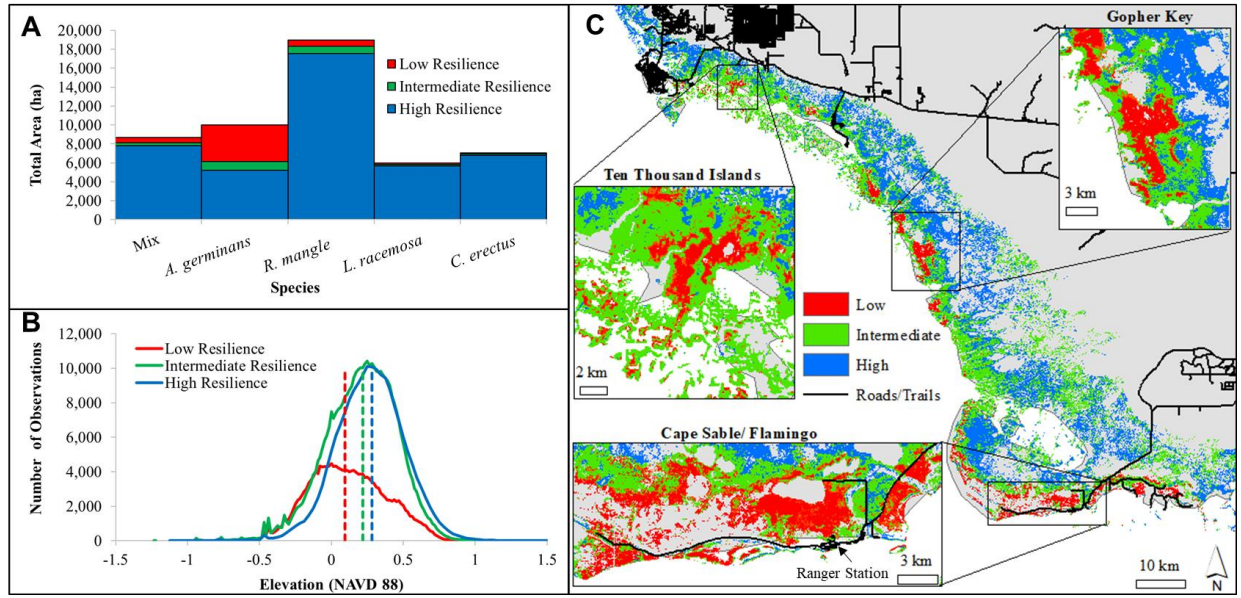 A
20,000
18,000
16,000
14,000
12,000
10,000
8,000
6,000
4,000
2,000
0
Total Area (ha)
Low Resilience
Intermediate Resilience
High Resilience
Mix
A. germinans
R. mangle
L. racemosa
C. erectus
Species
B
12,000
10,000
8,000
6,000
4,000
2,000
0
Number of Observations
Low Resilience
Intermediate Resilience
High Resilience
-1.5
-1
-0.5
0
0.5
1
1.5
Elevation (NAVD 88)
C
Gopher Key
3 km
Ten Thousand Islands
2 km
Low
Intermediate
High
Roads/Trails
Cape Sable/ Flamingo
Ranger Station
3 km
10 km
N